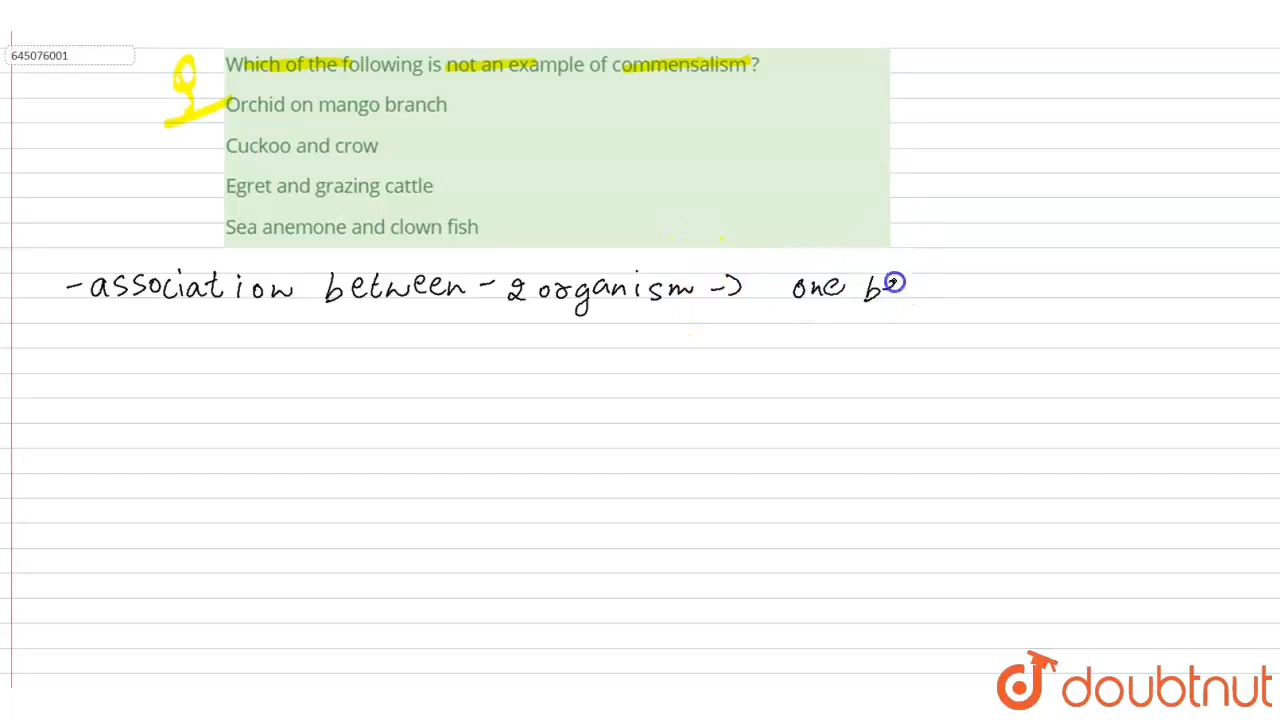 645076001
Q
Which of the following is not an example of commensalism ?
Orchid on mango branch
Cuckoo and crow
Egret and grazing cattle
Sea anemone and clown fish
- association between - 2 organism → one b
doubtnut